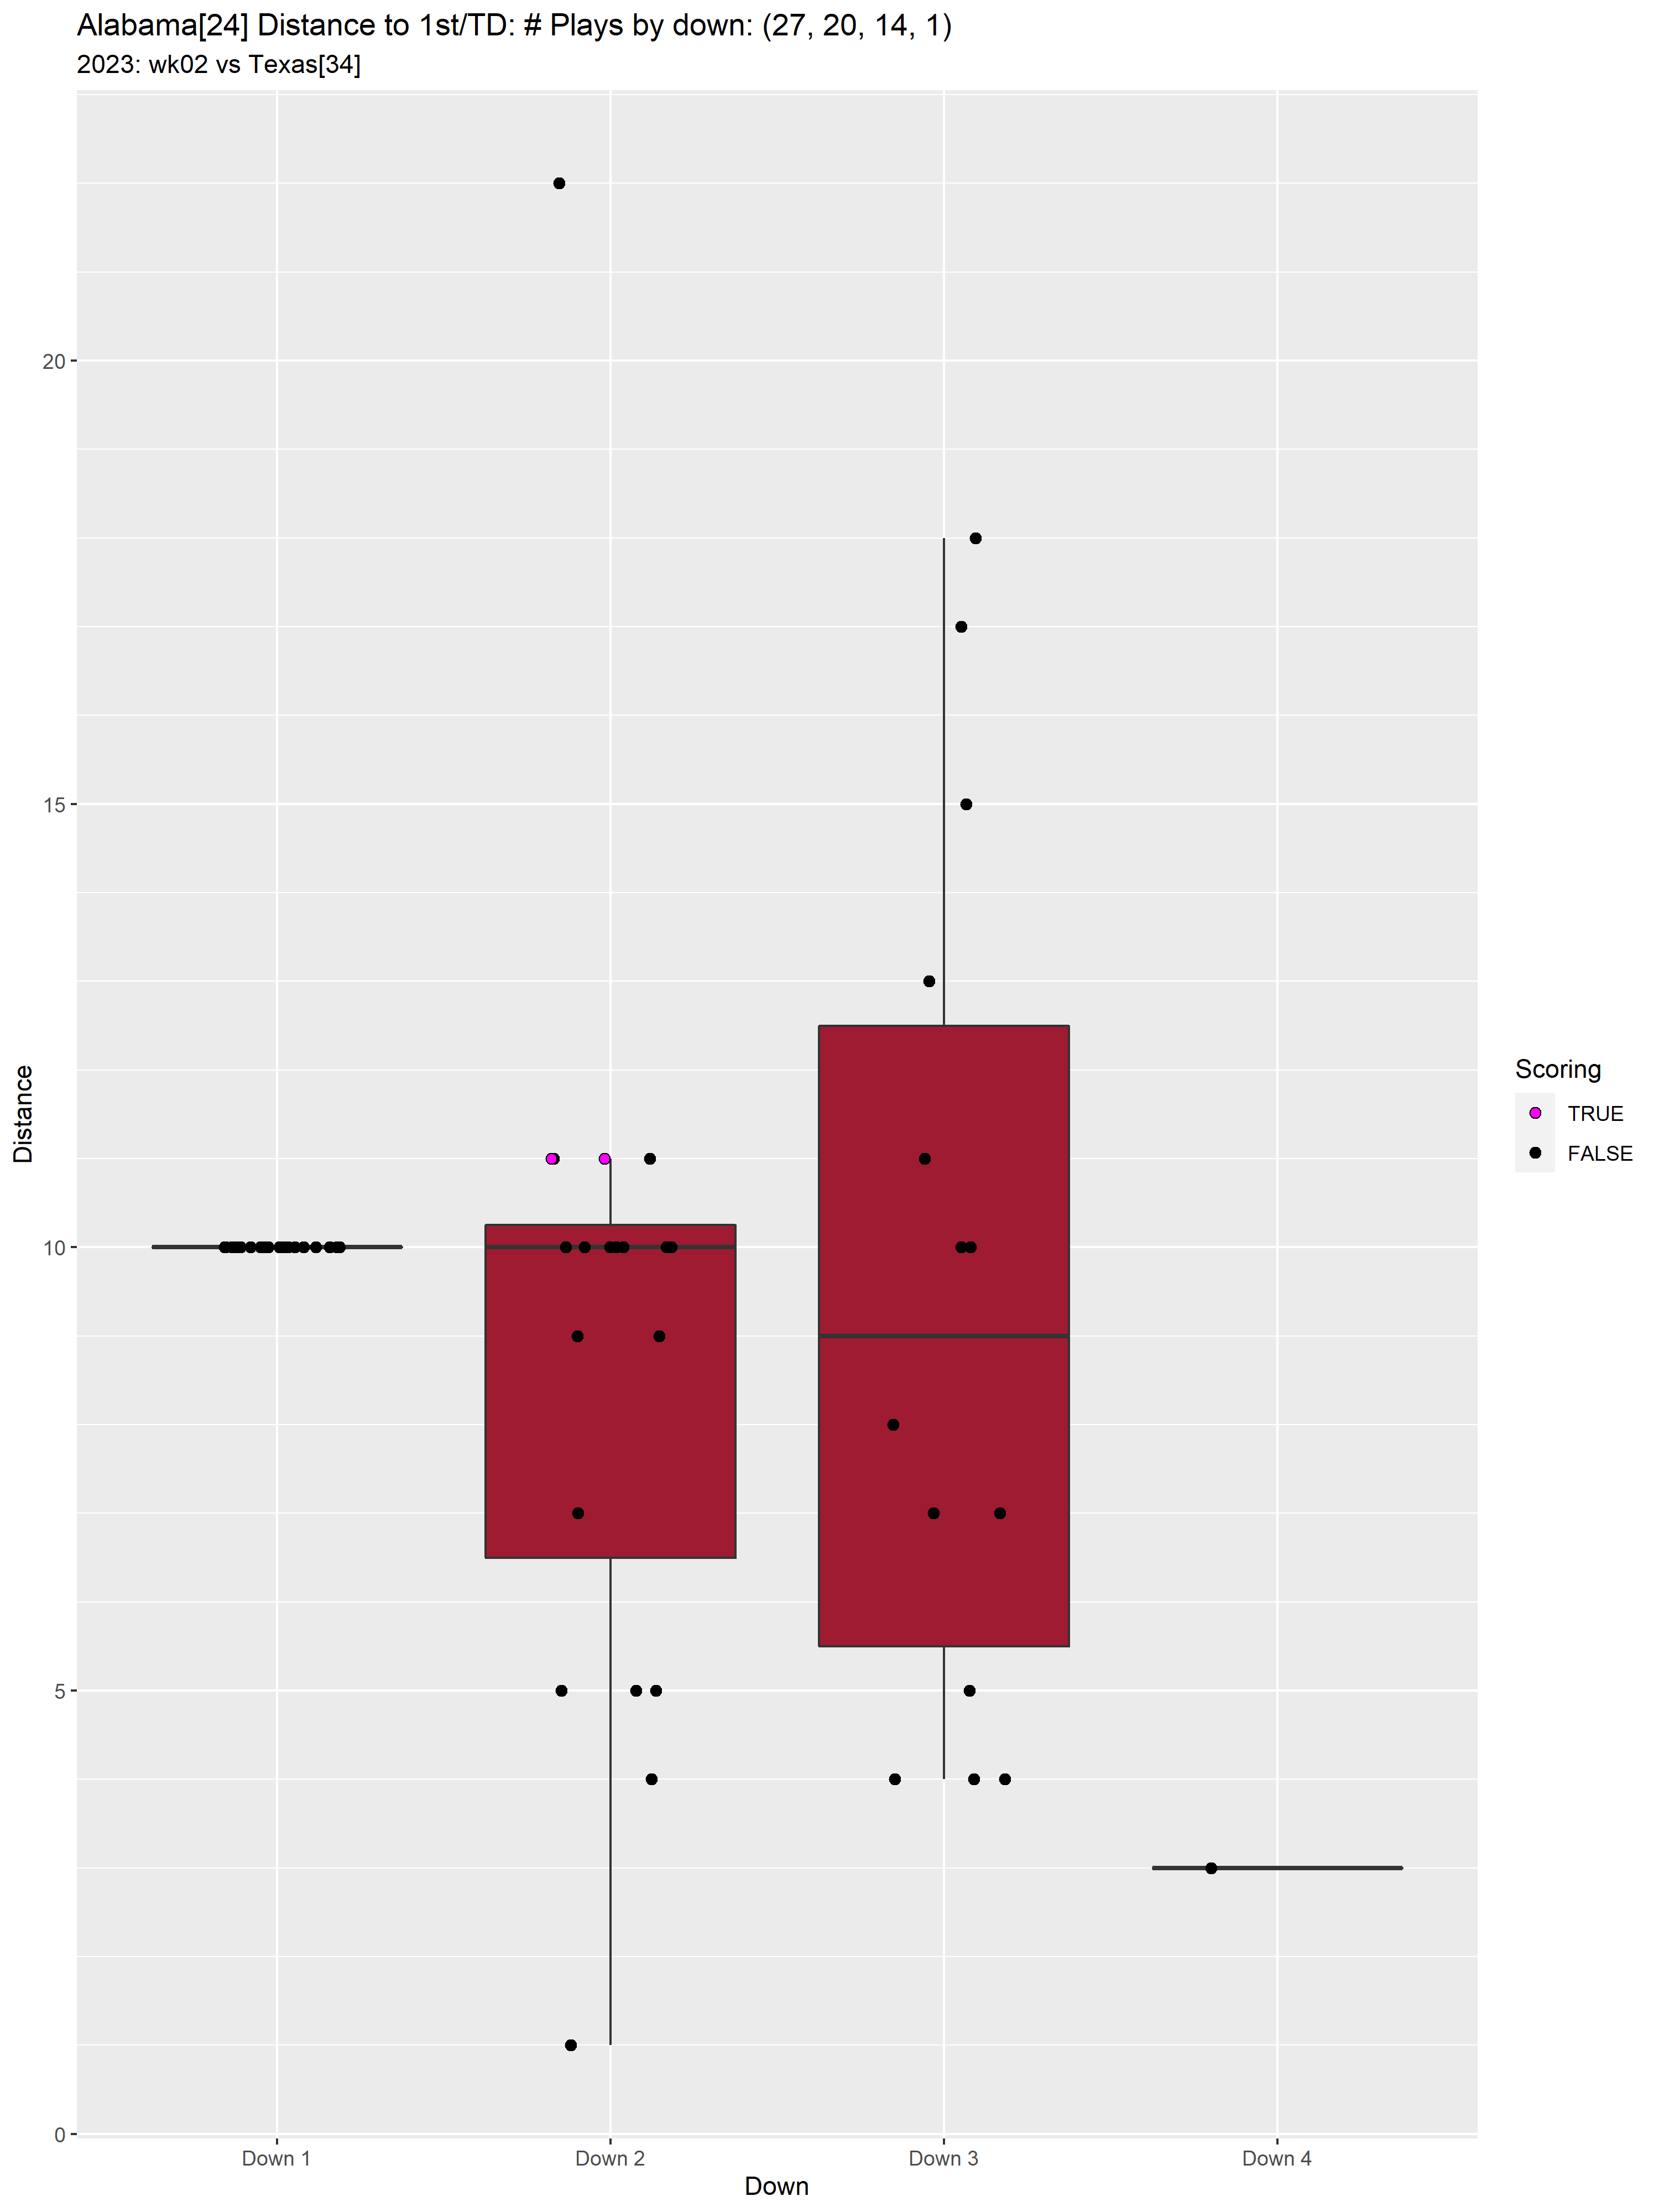 Alabama[24] Distance to 1st/TD: # Plays by down: (27, 20, 14, 1)
2023: wk02 vs Texas[34]
20
15
10
5
0
Distance
Down 1
Down 2
Down 3
Down 4
Down
Scoring
TRUE
FALSE